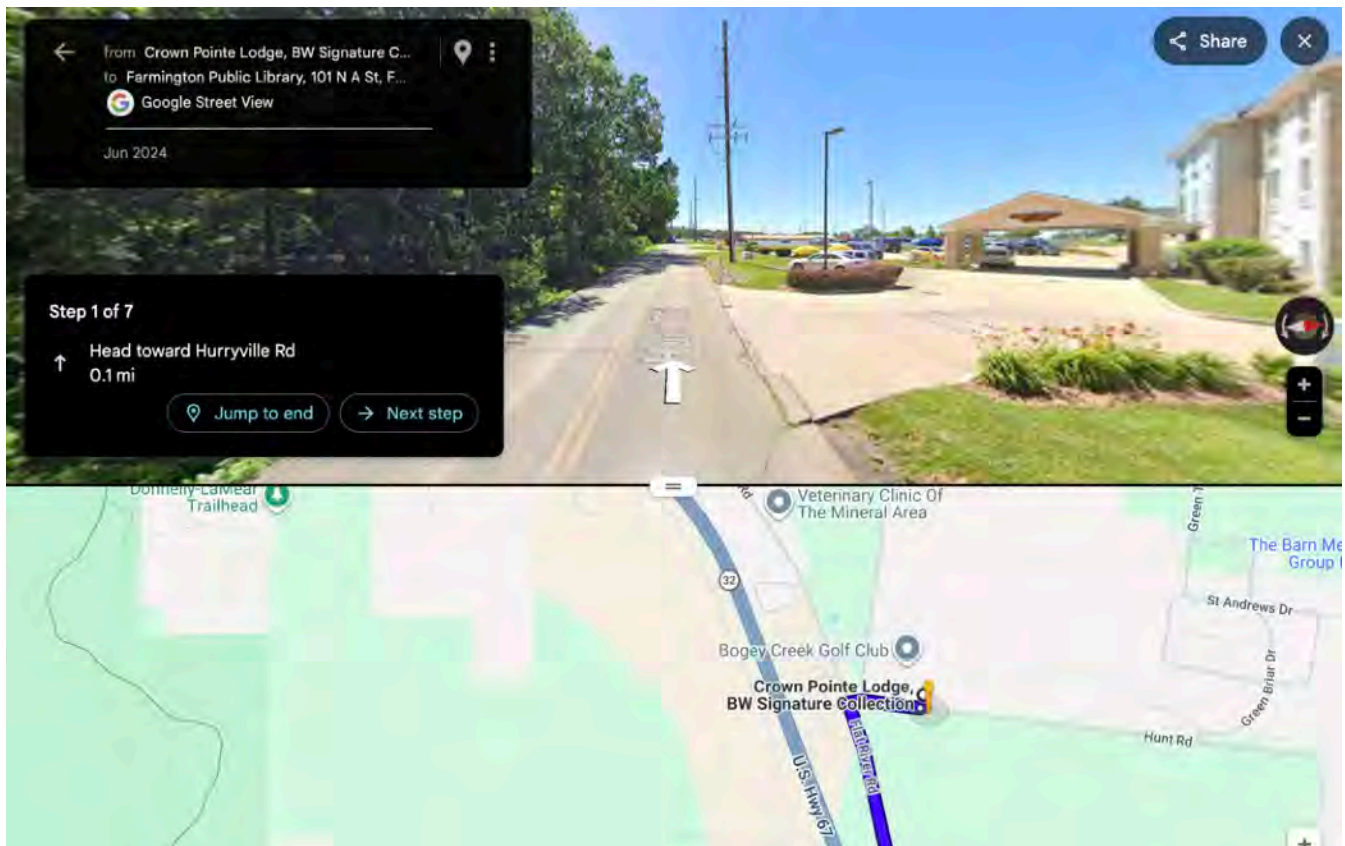 from Crown Pointe Lodge, BW Signature C...
to Farmington Public Library, 101 N A St, F...
Google Street View
Jun 2024
Share
Step 1 of 7
Head toward Hurryville Rd
0.1 mi
Jump to end
Next step
Donnelly-LaMear
Trailhead
Rd
Veterinary Clinic Of
The Mineral Area
Green T
The Barn Me
Group
32
St Andrews Dr
Bogey Creek Golf Club
Green Briar Dr
Crown Pointe Lodge,
BW Signature Collection
Hunt Rd
Flat River Rd
U.S. Hwy 67